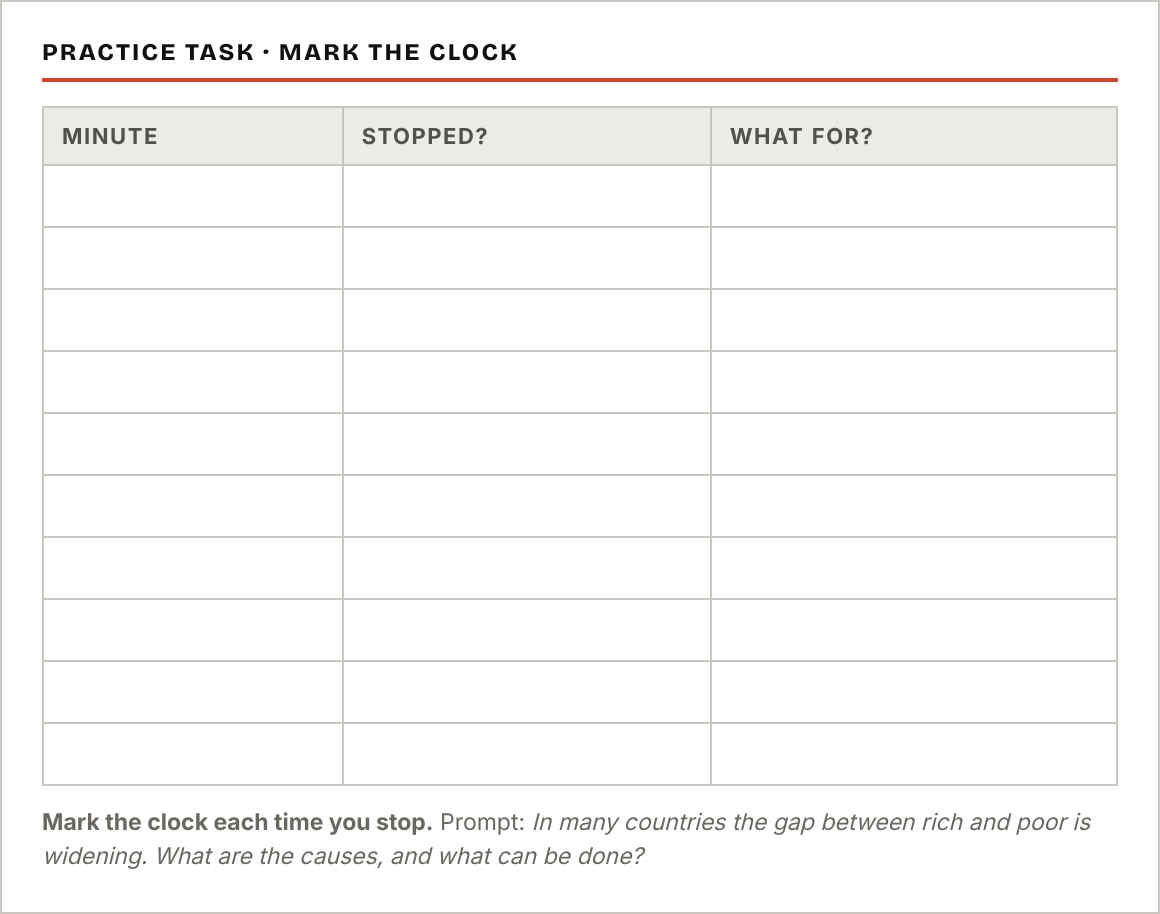 PRACTICE TASK · MARK THE CLOCK
MINUTE STOPPED? WHAT FOR?
Mark the clock each time you stop. Prompt: In many countries the gap between rich and poor is
widening. What are the causes, and what can be done?